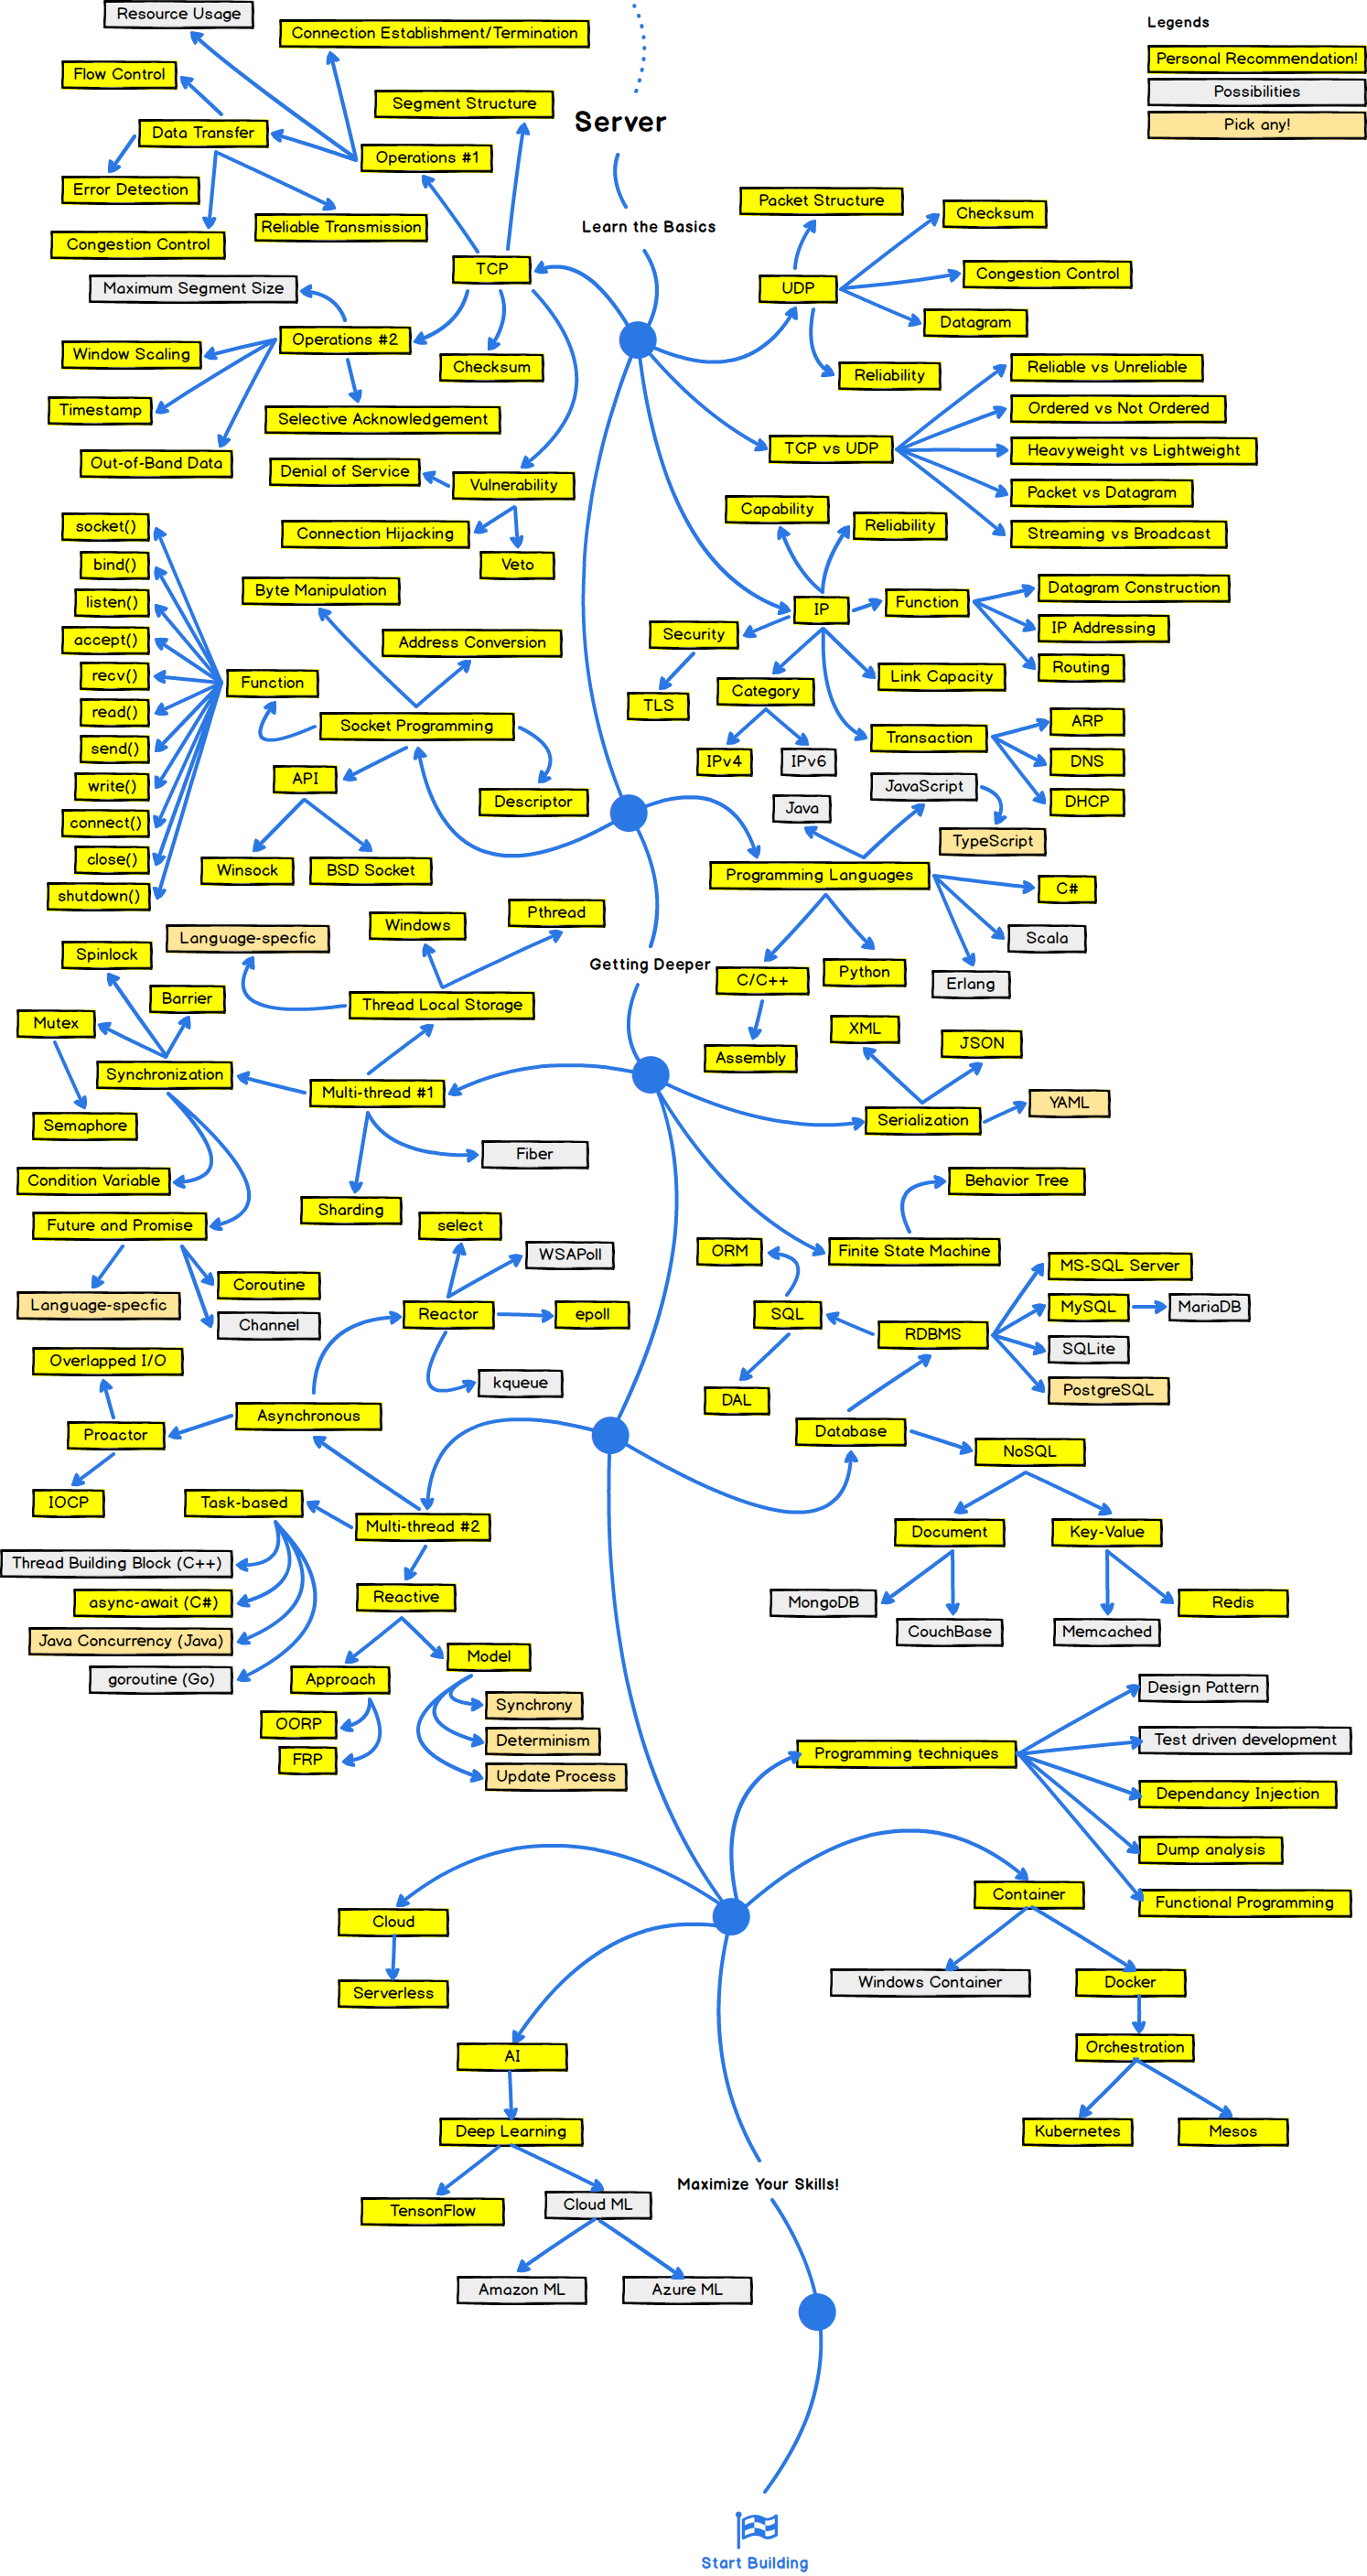 Resource Usage
Legends
Connection Establishment/Termination
Personal Recommendation!
Flow Control
Possibilities
Segment Structure
Server
Pick any!
Data Transfer
Operations #1
Error Detection
Packet Structure
Checksum
Reliable Transmission
Learn the Basics
Congestion Control
TCP
Congestion Control
Maximum Segment Size
UDP
Datagram
Operations #2
Window Scaling
Checksum
Reliability
Reliable vs Unreliable
Timestamp
Selective Acknowledgement
Ordered vs Not Ordered
TCP vs UDP
Heavyweight vs Lightweight
Out-of-Band Data
Denial of Service
Vulnerability
Packet vs Datagram
Capability
socket()
Connection Hijacking
Reliability
Streaming vs Broadcast
bind()
Veto
Byte Manipulation
Datagram Construction
listen()
IP
Function
accept()
Address Conversion
Security
IP Addressing
recv()
Function
Link Capacity
Routing
Category
TLS
read()
Socket Programming
Transaction
ARP
send()
IPv4
IPv6
DNS
write()
API
Descriptor
Java
JavaScript
DHCP
connect()
TypeScript
close()
Winsock
BSD Socket
Programming Languages
shutdown()
C#
Pthread
Windows
Language-specfic
Scala
Spinlock
Getting Deeper
C/C++
Python
Erlang
Barrier
Thread Local Storage
Mutex
XML
JSON
Assembly
Synchronization
Multi-thread #1
YAML
Semaphore
Serialization
Fiber
Condition Variable
Behavior Tree
Sharding
Future and Promise
select
ORM
Finite State Machine
WSAPoll
MS-SQL Server
Coroutine
Language-specfic
Reactor
epoll
SQL
MySQL
MariaDB
Channel
RDBMS
SQLite
Overlapped I/O
kqueue
DAL
PostgreSQL
Asynchronous
Proactor
Database
NoSQL
IOCP
Task-based
Multi-thread #2
Document
Key-Value
Thread Building Block (C++)
async-await (C#)
Reactive
MongoDB
Redis
Java Concurrency (Java)
CouchBase
Memcached
goroutine (Go)
Approach
Model
Design Pattern
OORP
Synchrony
FRP
Determinism
Programming techniques
Test driven development
Update Process
Dependancy Injection
Dump analysis
Container
Functional Programming
Cloud
Windows Container
Docker
Serverless
AI
Orchestration
Deep Learning
Kubernetes
Mesos
Maximize Your Skills!
TensonFlow
Cloud ML
Amazon ML
Azure ML
Start Building